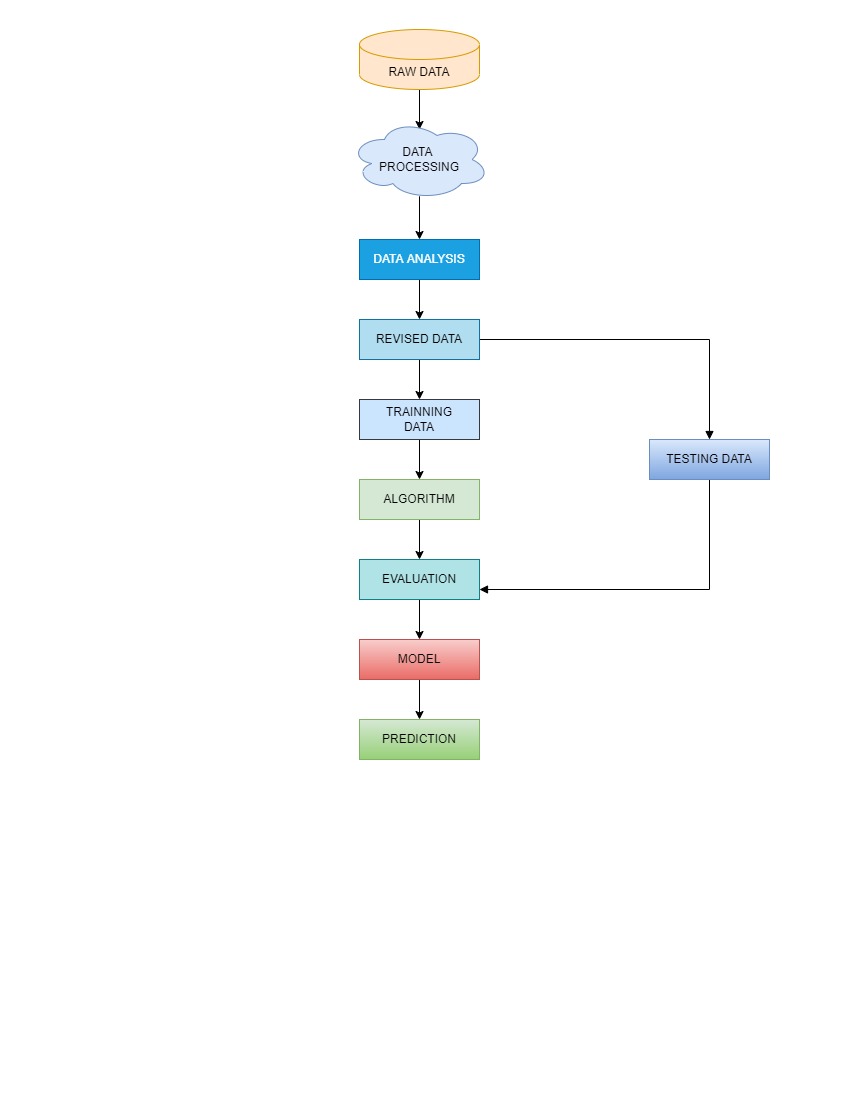 RAW DATA
DATA
PROCESSING
DATA ANALYSIS
REVISED DATA
TRAINNING
DATA
TESTING DATA
ALGORITHM
EVALUATION
MODEL
PREDICTION